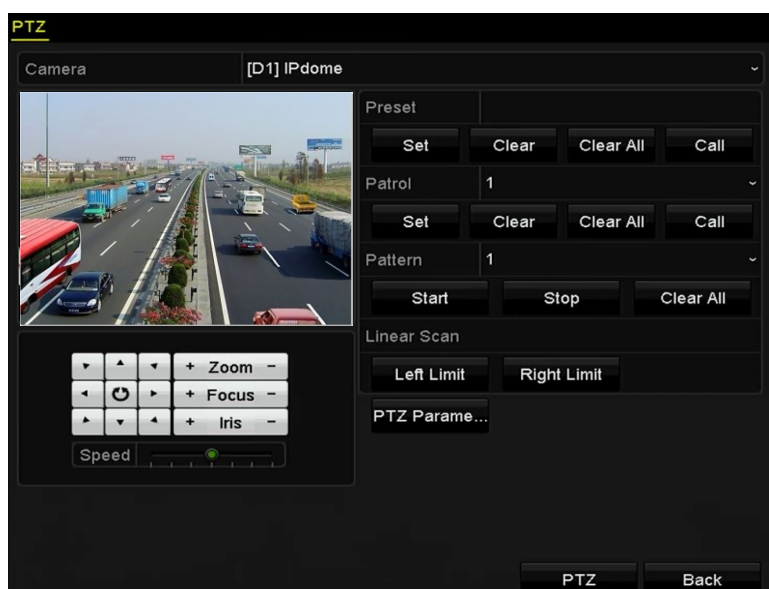 PTZ
Camera [D1] IPdome
Preset
Set Clear Clear All Call
Patrol 1
Set Clear Clear All Call
Pattern 1
Start Stop Clear All
Linear Scan
Left Limit Right Limit
PTZ Parame...
+ Zoom −
+ Focus −
+ Iris −
Speed
PTZ Back